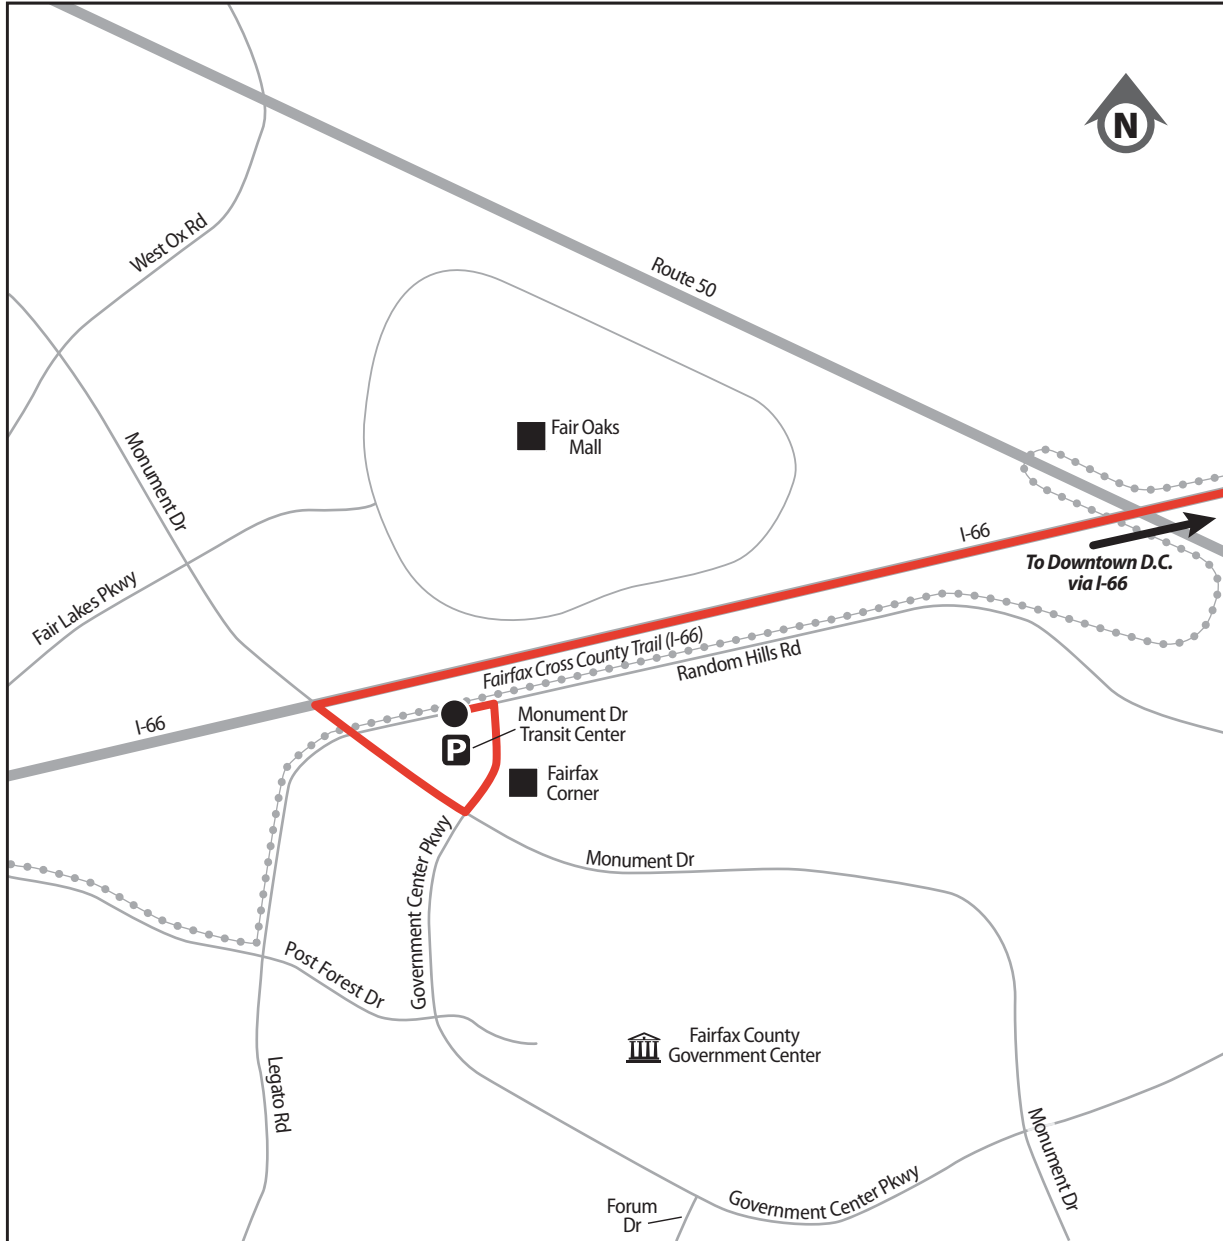 N
West Ox Rd
Route 50
Fair Oaks
Mall
Monument Dr
I-66
To Downtown D.C.
via I-66
Fair Lakes Pkwy
Fairfax Cross County Trail (I-66)
Random Hills Rd
I-66
Monument Dr
Transit Center
P
Fairfax
Corner
Government Center Pkwy
Monument Dr
Post Forest Dr
Fairfax County
Government Center
Legato Rd
Monument Dr
Government Center Pkwy
Forum
Dr